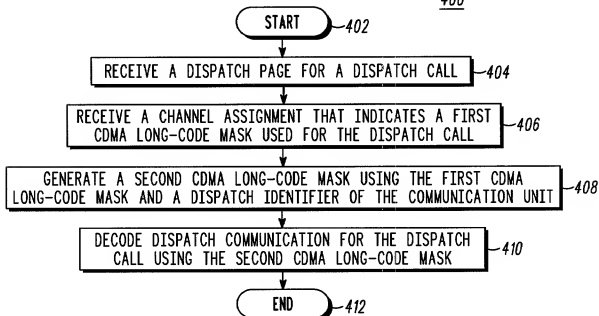 START
402
RECEIVE A DISPATCH PAGE FOR A DISPATCH CALL
404
RECEIVE A CHANNEL ASSIGNMENT THAT INDICATES A FIRST
CDMA LONG-CODE MASK USED FOR THE DISPATCH CALL
406
GENERATE A SECOND CDMA LONG-CODE MASK USING THE FIRST CDMA
LONG-CODE MASK AND A DISPATCH IDENTIFIER OF THE COMMUNICATION UNIT
408
DECODE DISPATCH COMMUNICATION FOR THE DISPATCH
CALL USING THE SECOND CDMA LONG-CODE MASK
410
END
412